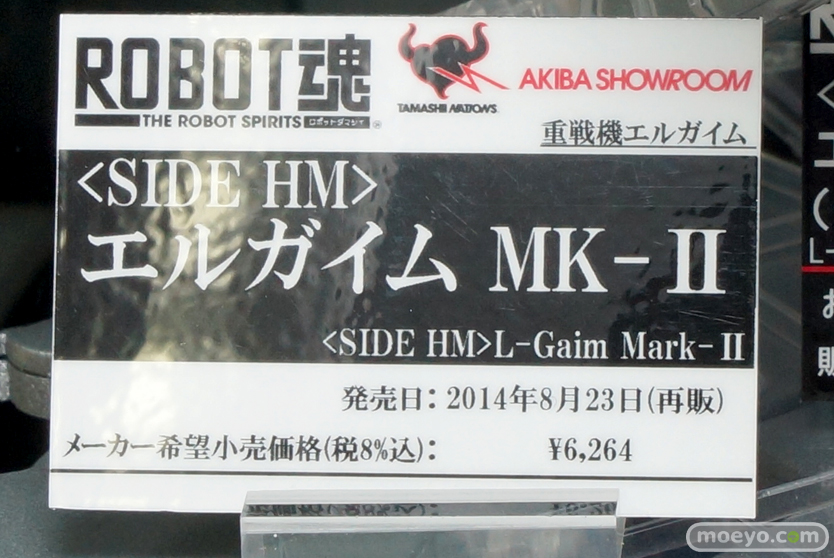 ROBOT魂
THE ROBOT SPIRITS ロボットダマシイ
TAMASHII NATIONS
AKIBA SHOWROOM
重戦機エルガイム
<SIDE HM>
エルガイム MK-II
<SIDE HM>L-Gaim Mark-II
発売日：2014年8月23日(再販)
メーカー希望小売価格(税8%込)： ¥6,264
moeyo.com